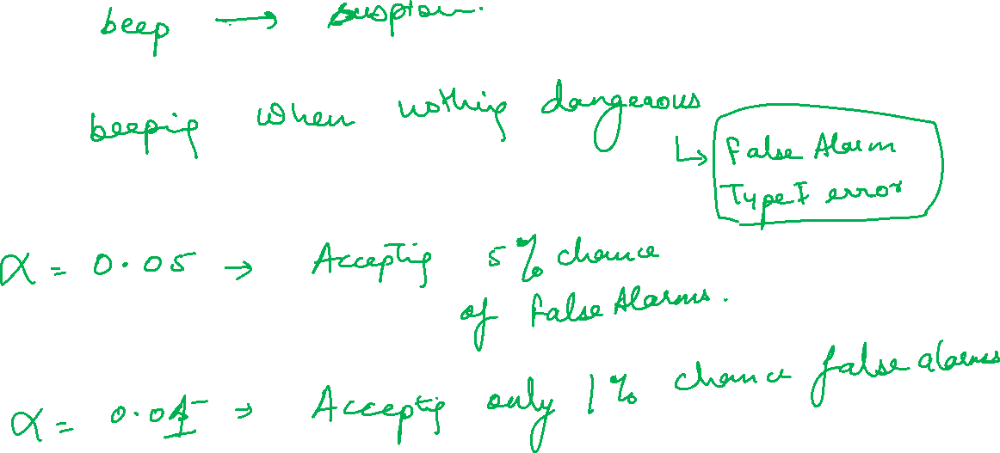 beep →
beeping when nothing dangerous
↳ False Alarm
Type I error
α = 0.05 → Accepting 5% chance
of False Alarms.
α = 0.01 → Accepting only 1% chance false alarms